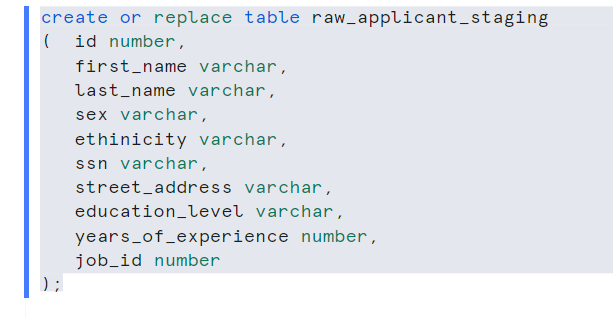 create or replace table raw_applicant_staging
(  id number,
first_name varchar,
last_name varchar,
sex varchar,
ethinicity varchar,
ssn varchar,
street_address varchar,
education_level varchar,
years_of_experience number,
job_id number
);